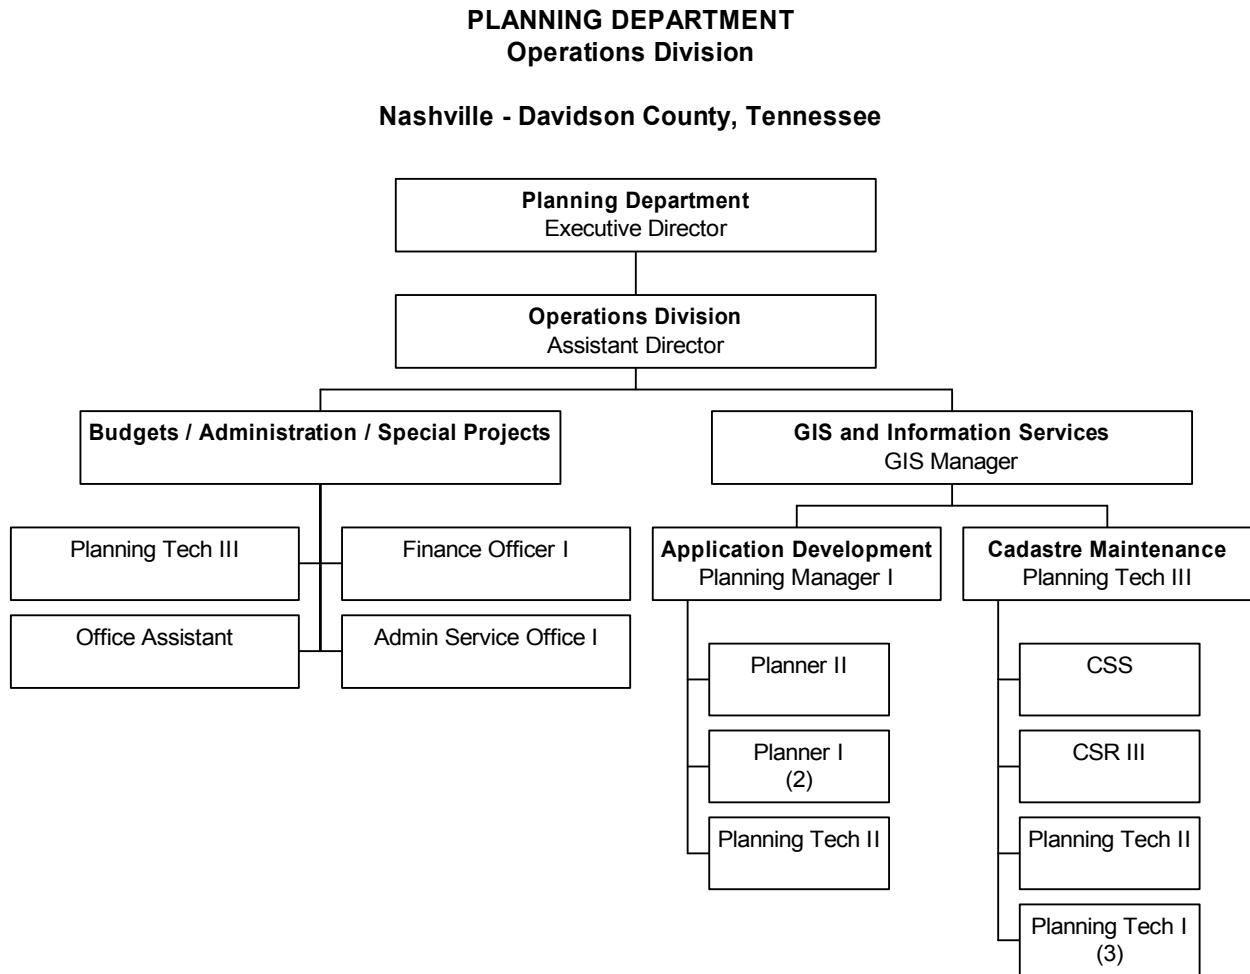 PLANNING DEPARTMENT
Operations Division
Nashville - Davidson County, Tennessee
Planning Department
Executive Director
Operations Division
Assistant Director
Budgets / Administration / Special Projects
GIS and Information Services
GIS Manager
Planning Tech III
Finance Officer I
Office Assistant
Admin Service Office I
Application Development
Planning Manager I
Cadastre Maintenance
Planning Tech III
Planner II
Planner I
(2)
Planning Tech II
CSS
CSR III
Planning Tech II
Planning Tech I
(3)